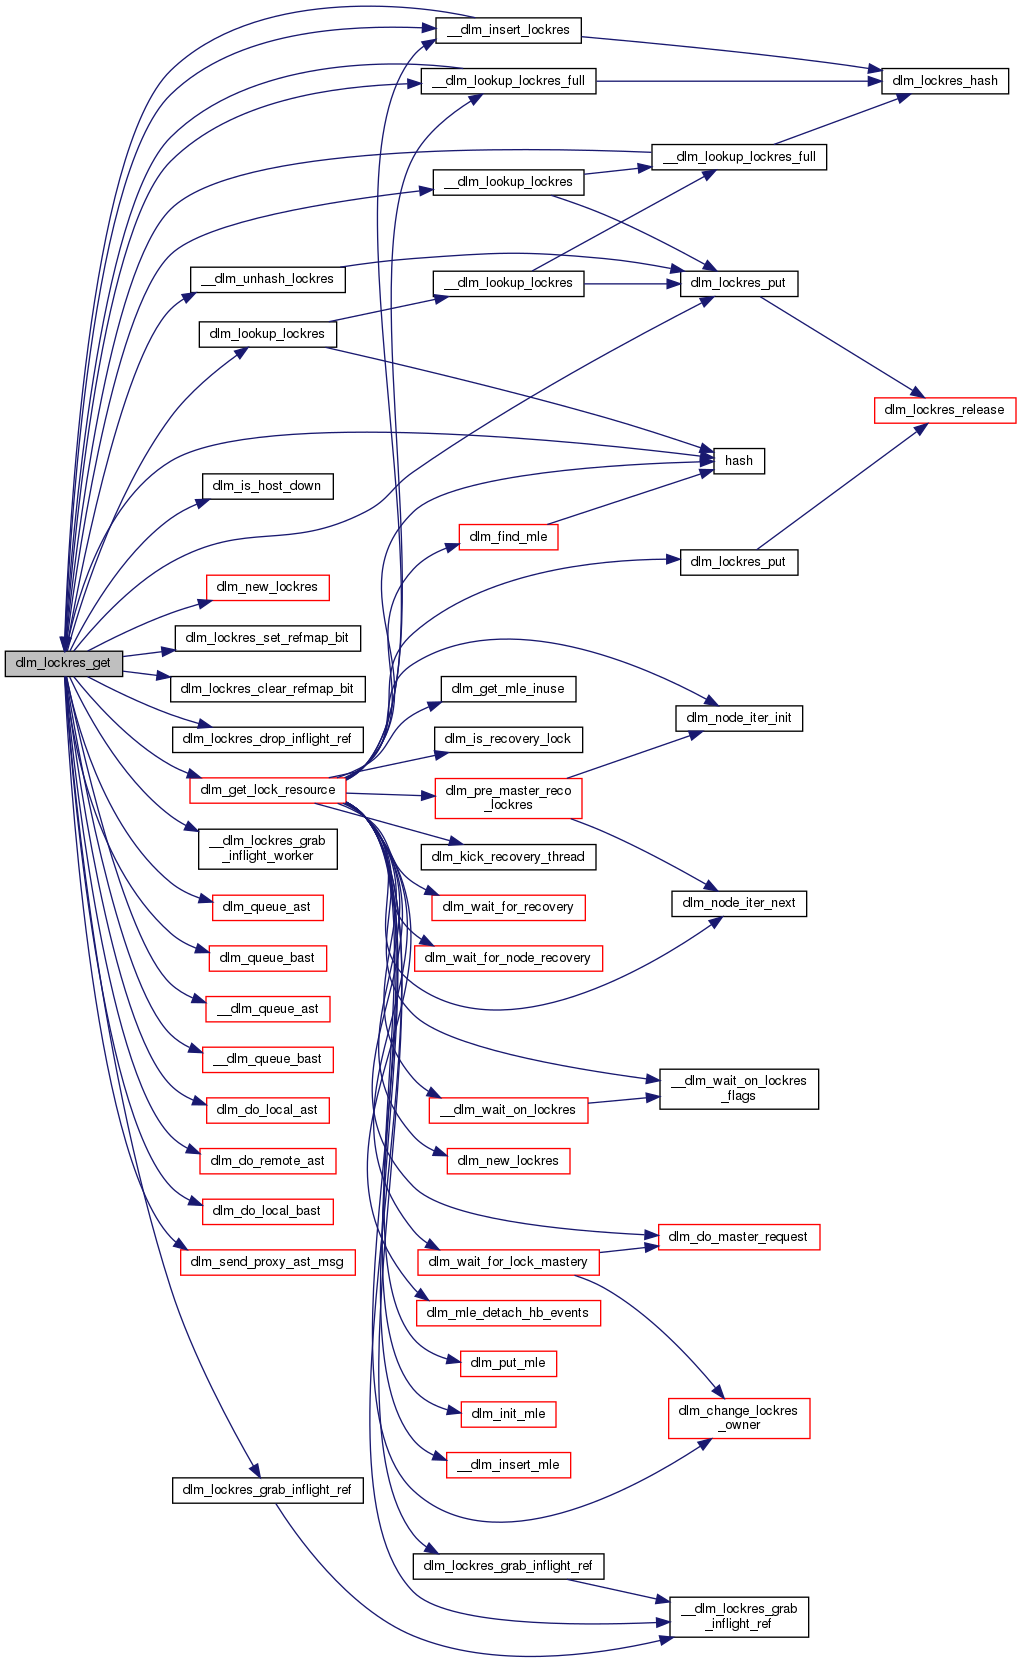 __dlm_insert_lockres
__dlm_lookup_lockres_full
dlm_lockres_hash
__dlm_lookup_lockres_full
__dlm_lookup_lockres
__dlm_unhash_lockres
__dlm_lookup_lockres
dlm_lockres_put
dlm_lookup_lockres
dlm_lockres_release
hash
dlm_is_host_down
dlm_find_mle
dlm_lockres_put
dlm_new_lockres
dlm_lockres_set_refmap_bit
dlm_lockres_get
dlm_lockres_clear_refmap_bit
dlm_get_mle_inuse
dlm_node_iter_init
dlm_lockres_drop_inflight_ref
dlm_is_recovery_lock
dlm_get_lock_resource
dlm_pre_master_reco
_lockres
__dlm_lockres_grab
_inflight_worker
dlm_kick_recovery_thread
dlm_queue_ast
dlm_wait_for_recovery
dlm_node_iter_next
dlm_queue_bast
dlm_wait_for_node_recovery
__dlm_queue_ast
__dlm_queue_bast
__dlm_wait_on_lockres
_flags
dlm_do_local_ast
__dlm_wait_on_lockres
dlm_do_remote_ast
dlm_new_lockres
dlm_do_local_bast
dlm_do_master_request
dlm_send_proxy_ast_msg
dlm_wait_for_lock_mastery
dlm_mle_detach_hb_events
dlm_put_mle
dlm_init_mle
dlm_change_lockres
_owner
__dlm_insert_mle
dlm_lockres_grab_inflight_ref
dlm_lockres_grab_inflight_ref
__dlm_lockres_grab
_inflight_ref